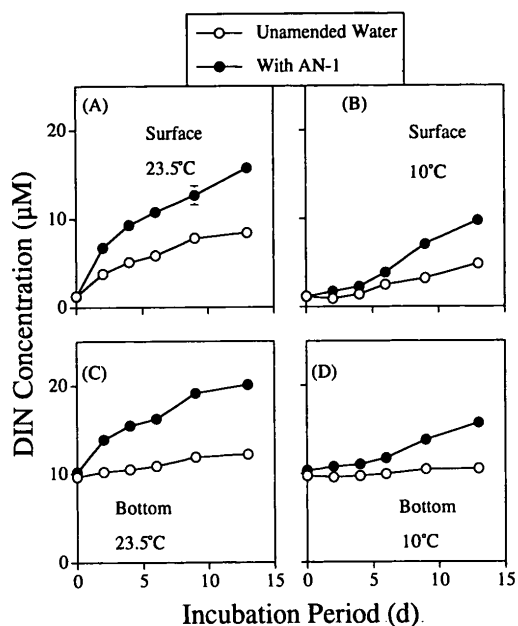 Unamended Water
With AN-1
DIN Concentration (μM)
(A)
Surface
23.5°C
20
10
0
(B)
Surface
10°C
(C)
Bottom
23.5°C
20
10
0
0
5
10
15
(D)
Bottom
10°C
0
5
10
15
Incubation Period (d).